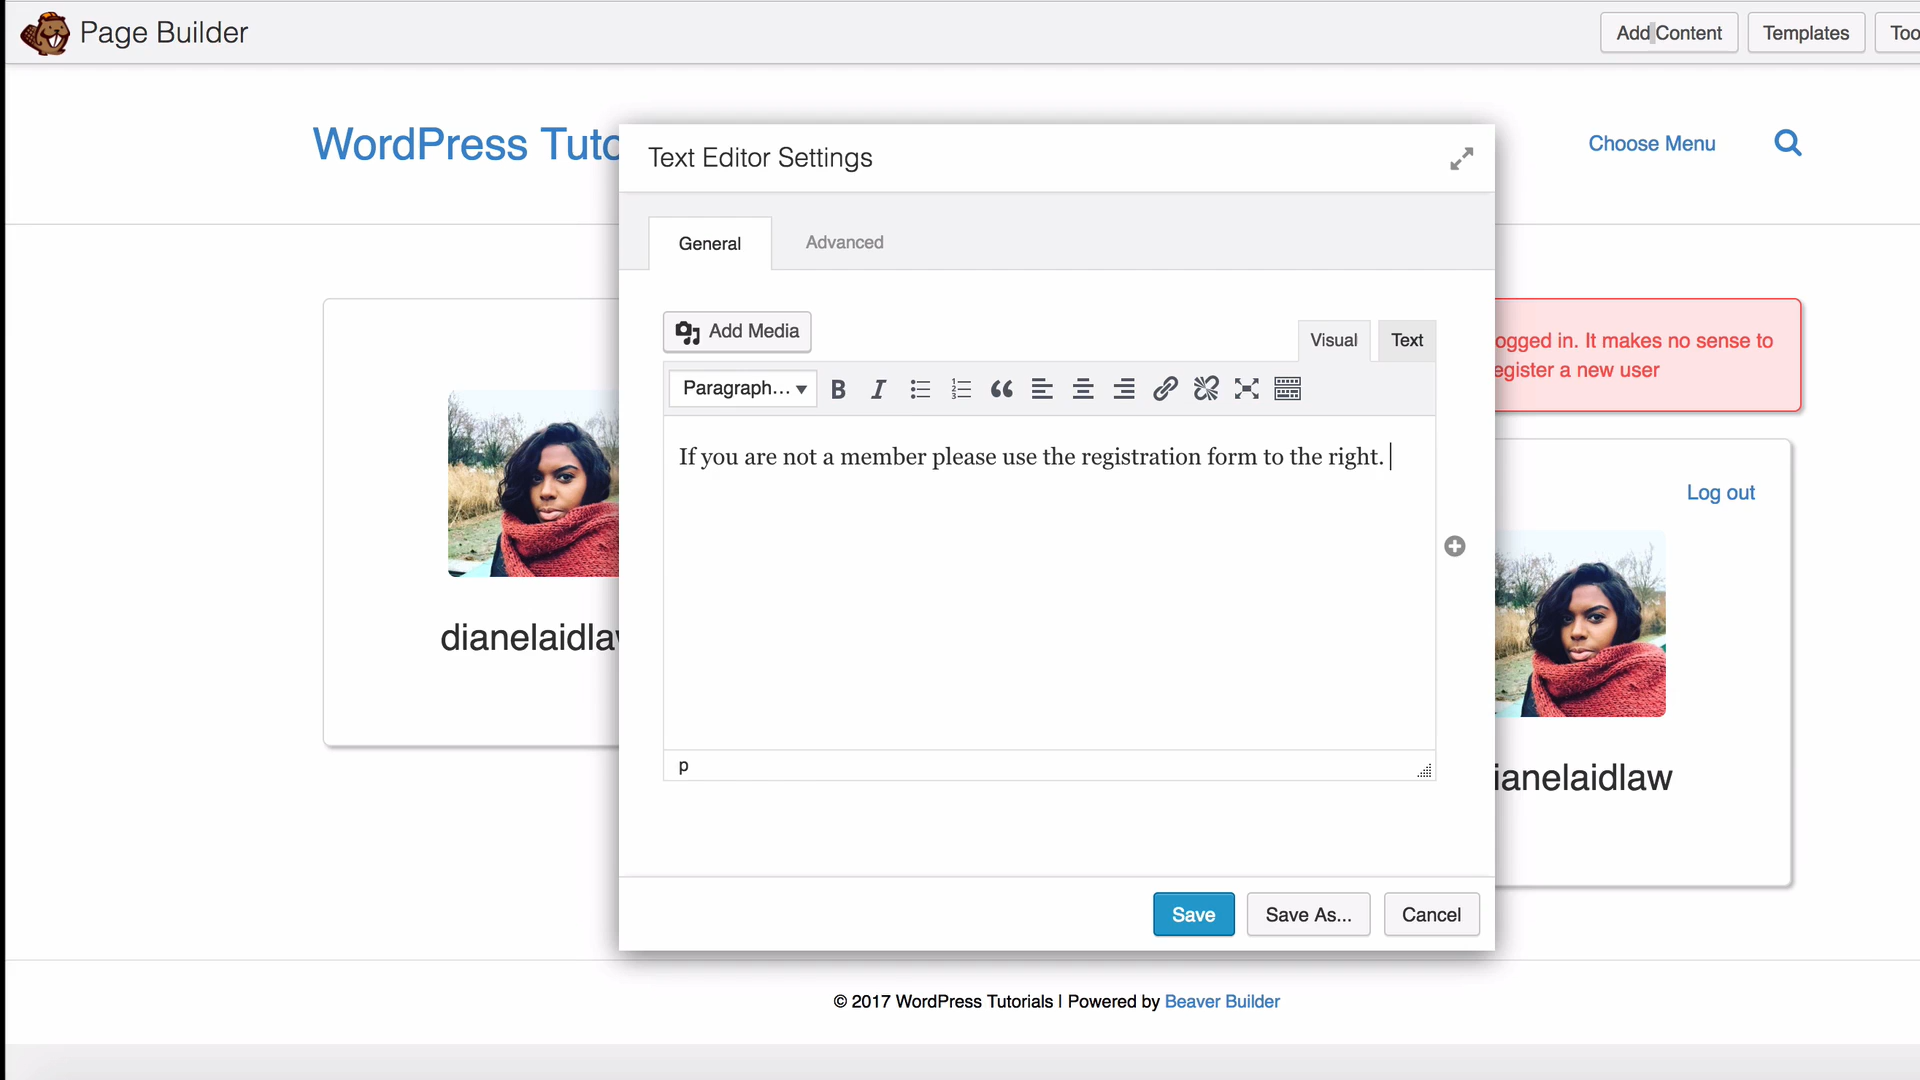 Page Builder
Add Content
Templates
Too
WordPress Tuto
Choose Menu
Text Editor Settings
General
Advanced
Add Media
Visual
Text
Paragraph...
If you are not a member please use the registration form to the right.
p
Save
Save As...
Cancel
dianelaidlaw
ogged in. It makes no sense to
egister a new user
Log out
ianelaidlaw
© 2017 WordPress Tutorials | Powered by Beaver Builder